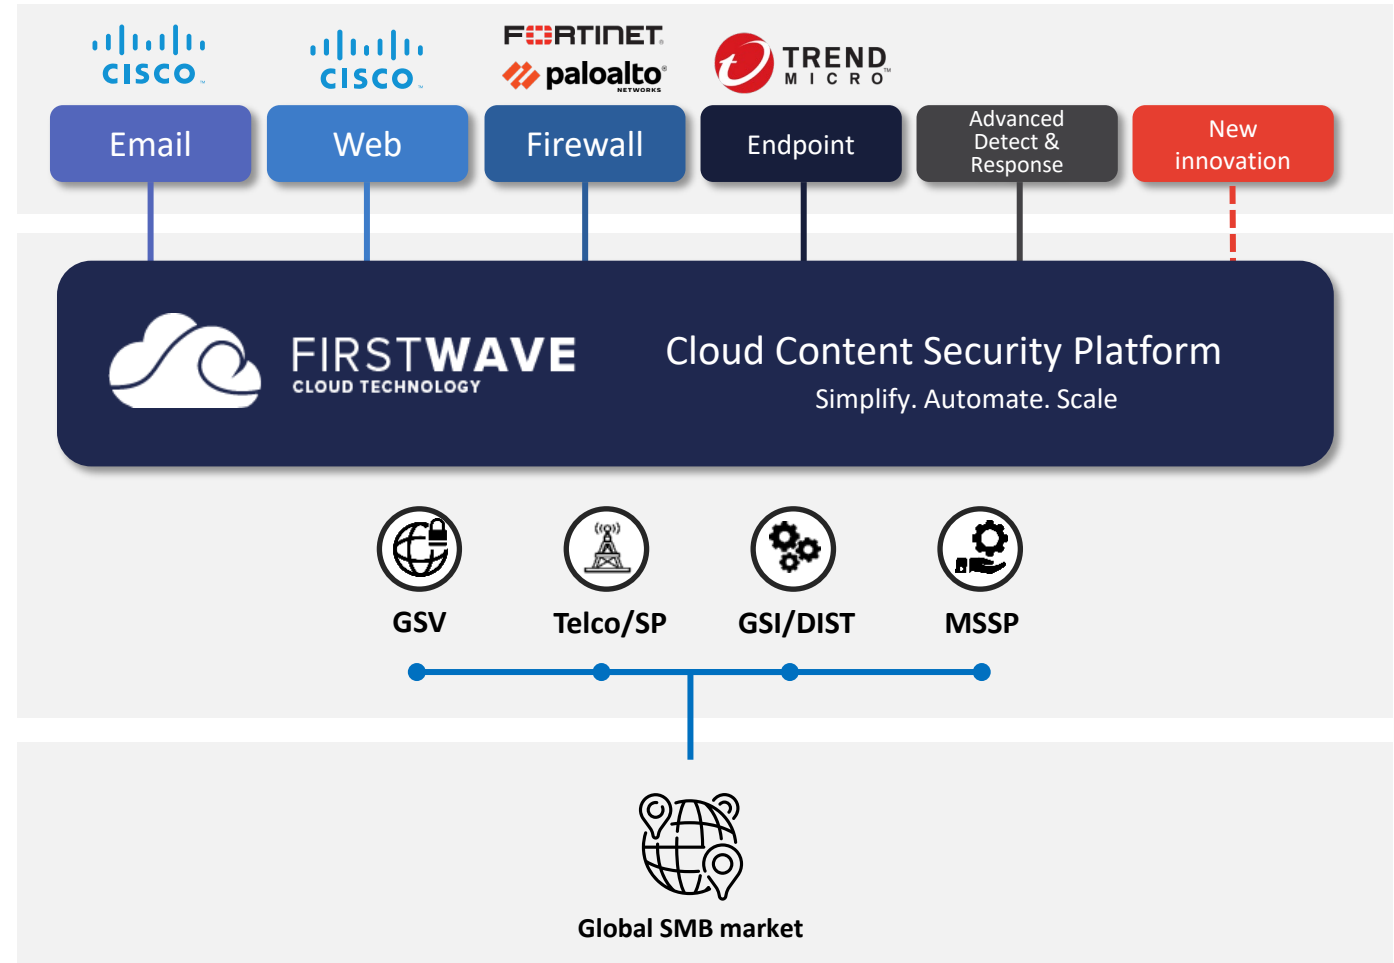 CISCO
CISCO
FORTINET
paloalto
NETWORKS
TREND
MICRO
Email
Web
Firewall
Endpoint
Advanced
Detect &
Response
New
innovation
FIRSTWAVE
CLOUD TECHNOLOGY
Cloud Content Security Platform
Simplify. Automate. Scale
GSV
Telco/SP
GSI/DIST
MSSP
Global SMB market